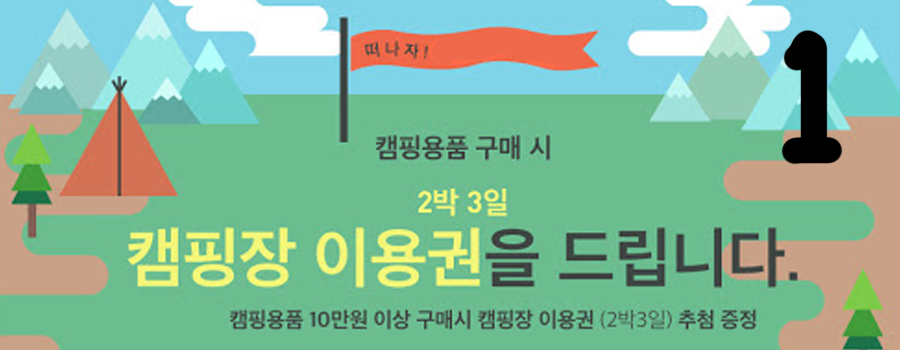 떠나자!
1
캠핑용품 구매 시
2박 3일
캠핑장 이용권을 드립니다.
캠핑용품 10만원 이상 구매시 캠핑장 이용권 (2박3일) 추첨 증정